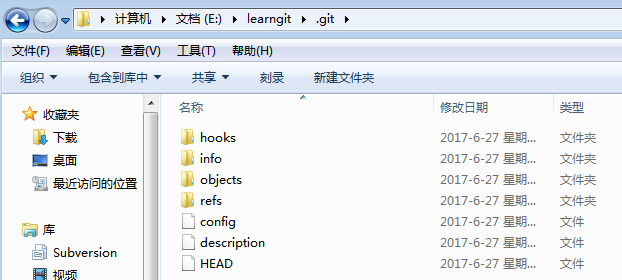 计算机 文档 (E:) learngit .git
文件(F) 编辑(E) 查看(V) 工具(T) 帮助(H)
组织 包含到库中 共享 刻录 新建文件夹
收藏夹
下载
桌面
最近访问的位置
库
Subversion
视频
名称 修改日期 类型
hooks 2017-6-27 星期... 文件夹
info 2017-6-27 星期... 文件夹
objects 2017-6-27 星期... 文件夹
refs 2017-6-27 星期... 文件夹
config 2017-6-27 星期... 文件
description 2017-6-27 星期... 文件
HEAD 2017-6-27 星期... 文件